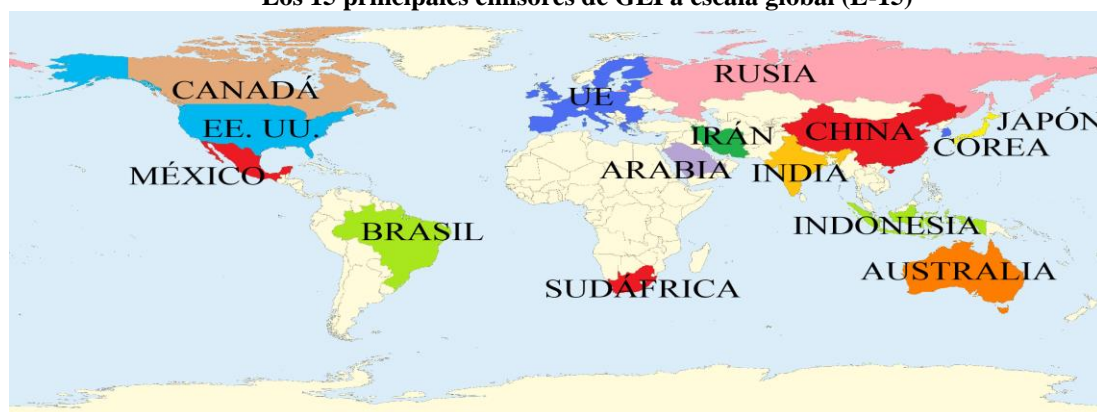 Los 15 principales emisores de GEI a escala global (E-15)
RUSIA
CANADÁ
UE
EE. UU.
IRÁN
CHINA
JAPÓN
COREA
MÉXICO
ARABIA
INDIA
BRASIL
INDONESIA
AUSTRALIA
SUDÁFRICA